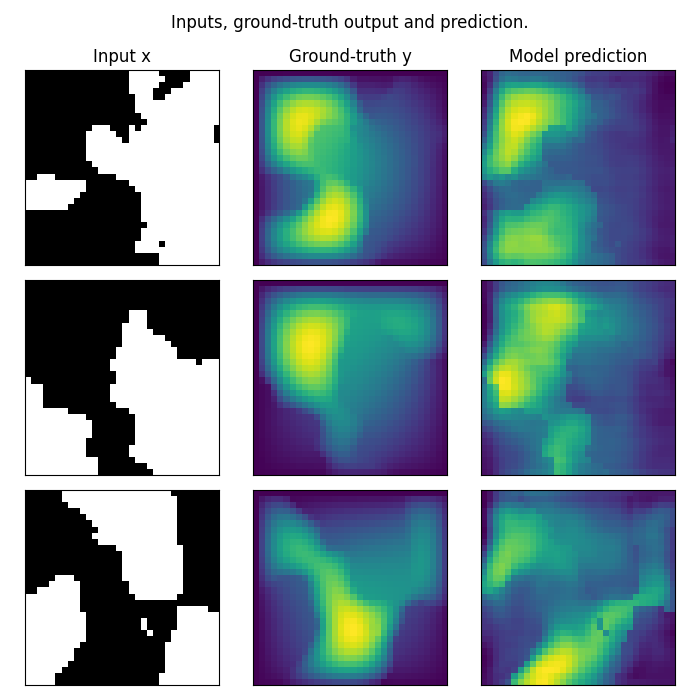 Inputs, ground-truth output and prediction.
Input x
Ground-truth y
Model prediction